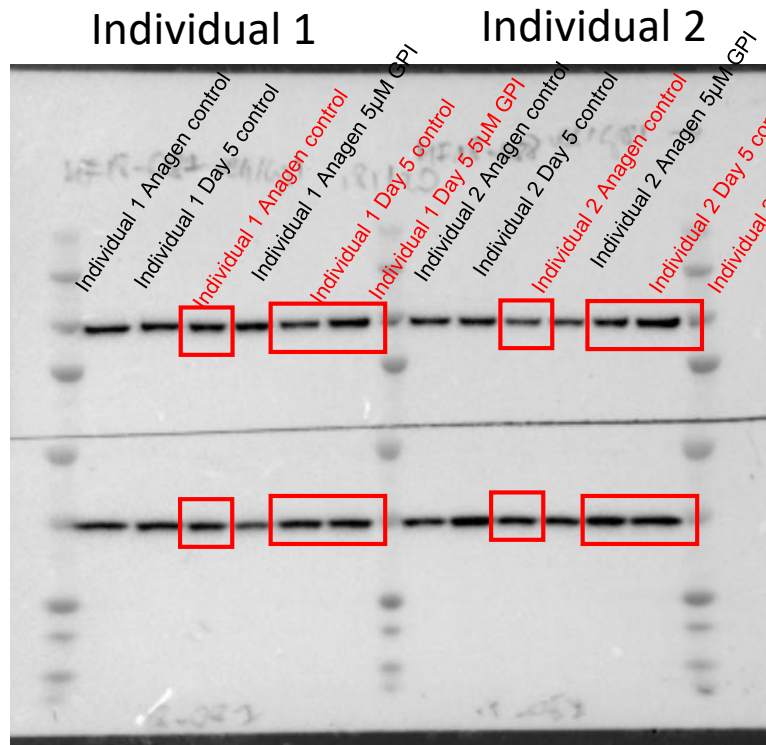 Individual 1
Individual 2
Individual 1 Anagen control
Individual 1 Day 5 control
Individual 1 Anagen control
Individual 1 Anagen 5µM GPI
Individual 1 Day 5 control
Individual 1 Day 5 5µM GPI
Individual 2 Anagen control
Individual 2 Day 5 control
Individual 2 Anagen control
Individual 2 Anagen 5µM GPI
Individual 2 Day 5 con
Individual